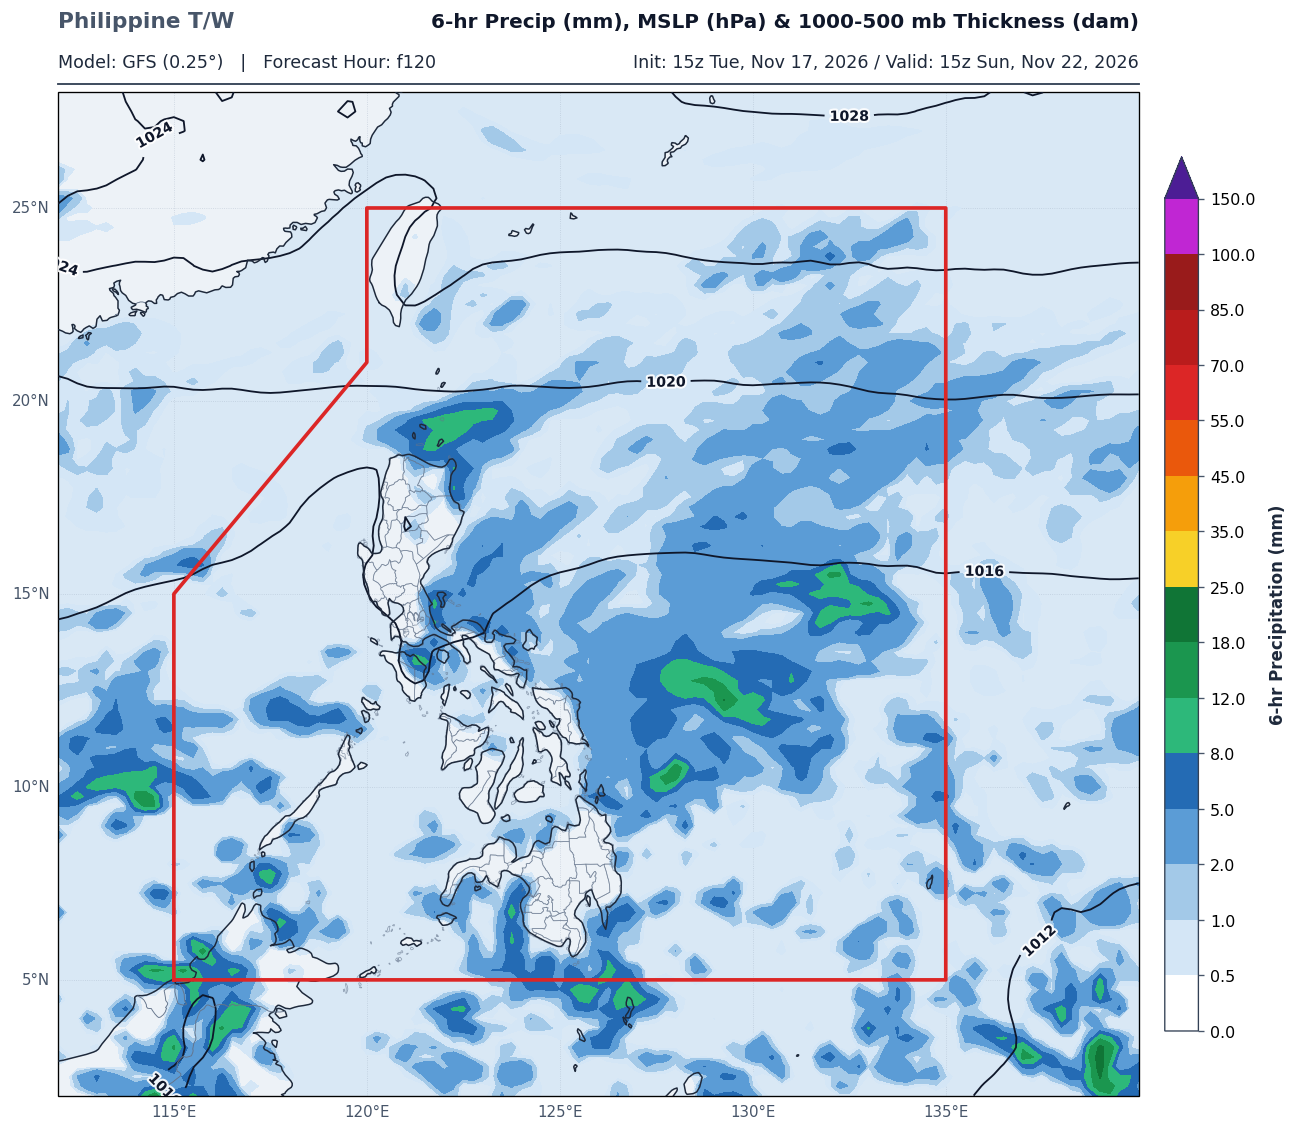 Philippine T/W
6-hr Precip (mm), MSLP (hPa) & 1000-500 mb Thickness (dam)
Model: GFS (0.25°) | Forecast Hour: f120
Init: 15z Tue, Nov 17, 2026 / Valid: 15z Sun, Nov 22, 2026
1024
1028
24
1020
1016
1012
101
25°N
20°N
15°N
10°N
5°N
115°E
120°E
125°E
130°E
135°E
150.0
100.0
85.0
70.0
55.0
45.0
35.0
25.0
18.0
12.0
8.0
5.0
2.0
1.0
0.5
0.0
6-hr Precipitation (mm)